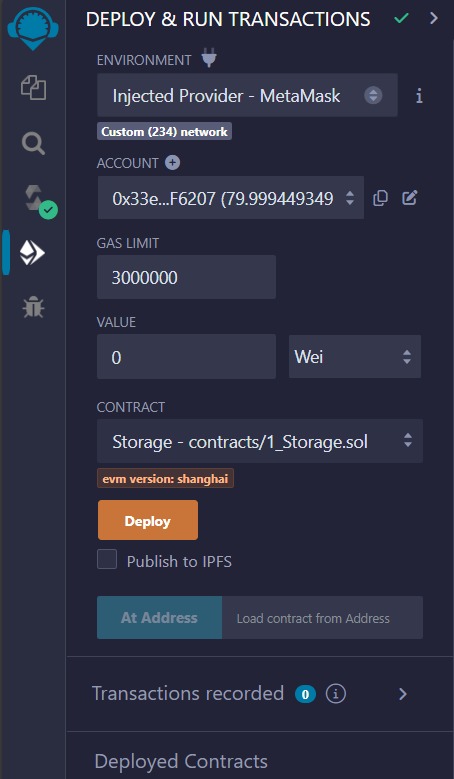 DEPLOY & RUN TRANSACTIONS
ENVIRONMENT
Injected Provider - MetaMask
Custom (234) network
ACCOUNT
0x33e...F6207 (79.999449349
GAS LIMIT
3000000
VALUE
0
Wei
CONTRACT
Storage - contracts/1_Storage.sol
evm version: shanghai
Deploy
Publish to IPFS
At Address
Load contract from Address
Transactions recorded 0 i
Deployed Contracts